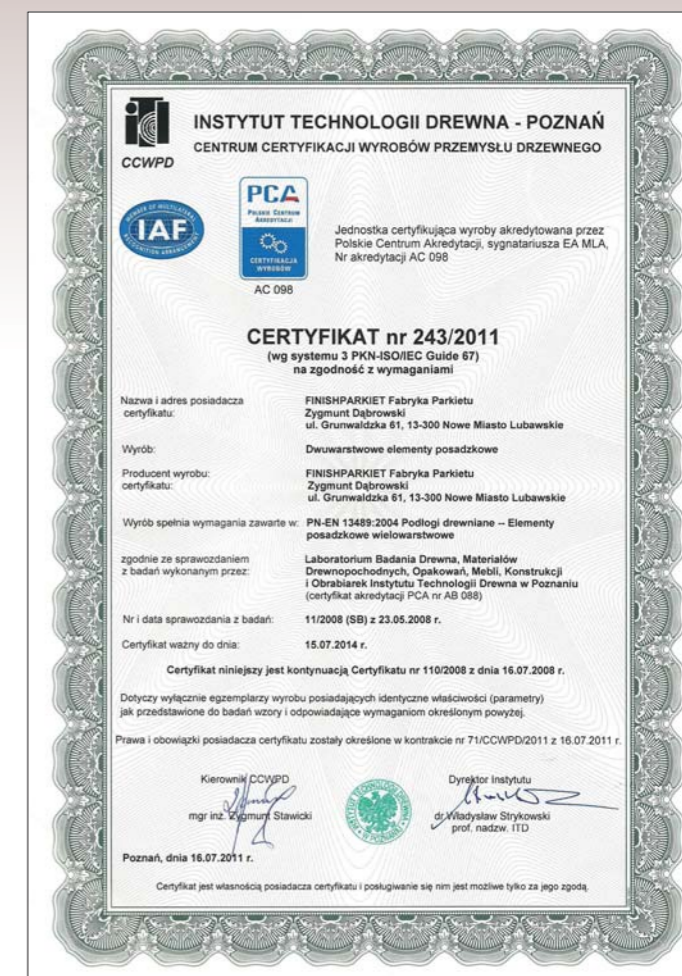 itd
CCWPD
INSTYTUT TECHNOLOGII DREWNA - POZNAŃ
CENTRUM CERTYFIKACJI WYROBÓW PRZEMYSŁU DRZEWNEGO
MEMBER OF MULTILATERAL
IAF
RECOGNITION ARRANGEMENT
PCA
POLSKIE CENTRUM
AKREDYTACJI
CERTYFIKACJA
WYROBÓW
AC 098
Jednostka certyfikująca wyroby akredytowana przez
Polskie Centrum Akredytacji, sygnatariusza EA MLA,
Nr akredytacji AC 098
CERTYFIKAT nr 243/2011
(wg systemu 3 PKN-ISO/IEC Guide 67)
na zgodność z wymaganiami
Nazwa i adres posiadacza
certyfikatu:
FINISHPARKIET Fabryka Parkietu
Zygmunt Dąbrowski
ul. Grunwaldzka 61, 13-300 Nowe Miasto Lubawskie
Wyrób: Dwuwarstwowe elementy posadzkowe
Producent wyrobu:
certyfikatu:
FINISHPARKIET Fabryka Parkietu
Zygmunt Dąbrowski
ul. Grunwaldzka 61, 13-300 Nowe Miasto Lubawskie
Wyrób spełnia wymagania zawarte w: PN-EN 13489:2004 Podłogi drewniane -- Elementy
posadzkowe wielowarstwowe
zgodnie ze sprawozdaniem
z badań wykonanym przez:
Laboratorium Badania Drewna, Materiałów
Drewnopochodnych, Opakowań, Mebli, Konstrukcji
i Obrabiarek Instytutu Technologii Drewna w Poznaniu
(certyfikat akredytacji PCA nr AB 088)
Nr i data sprawozdania z badań: 11/2008 (SB) z 23.05.2008 r.
Certyfikat ważny do dnia: 15.07.2014 r.
Certyfikat niniejszy jest kontynuacją Certyfikatu nr 110/2008 z dnia 16.07.2008 r.
Dotyczy wyłącznie egzemplarzy wyrobu posiadających identyczne właściwości (parametry)
jak przedstawione do badań wzory i odpowiadające wymaganiom określonym powyżej.
Prawa i obowiązki posiadacza certyfikatu zostały określone w kontrakcie nr 71/CCWPD/2011 z 16.07.2011 r.
Kierownik CCWPD
mgr inż. Zygmunt Stawicki
INSTYTUT TECHNOLOGII DREWNA
W POZNANIU
Dyrektor Instytutu
dr Władysław Strykowski
prof. nadzw. ITD
Poznań, dnia 16.07.2011 r.
Certyfikat jest własnością posiadacza certyfikatu i posługiwanie się nim jest możliwe tylko za jego zgodą.